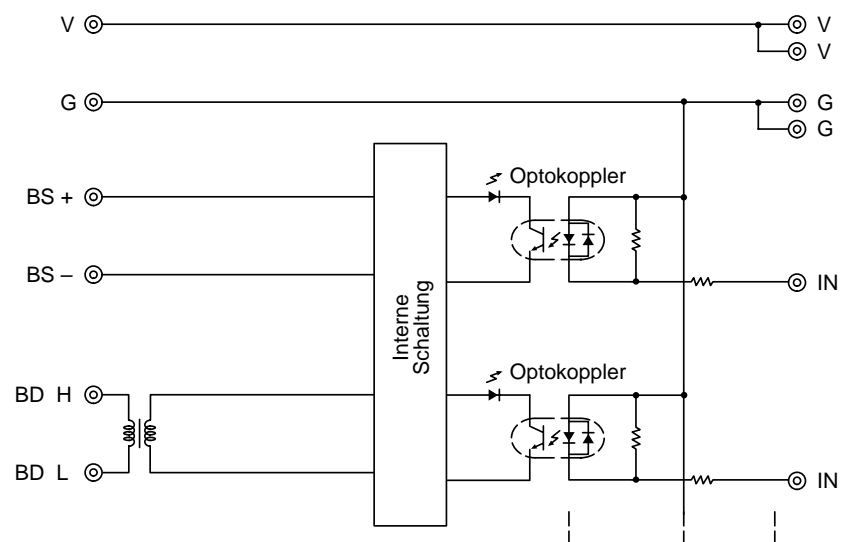 V
V
V
G
G
G
BS +
Optokoppler
BS –
IN
Interne
Schaltung
BD H
Optokoppler
BD L
IN